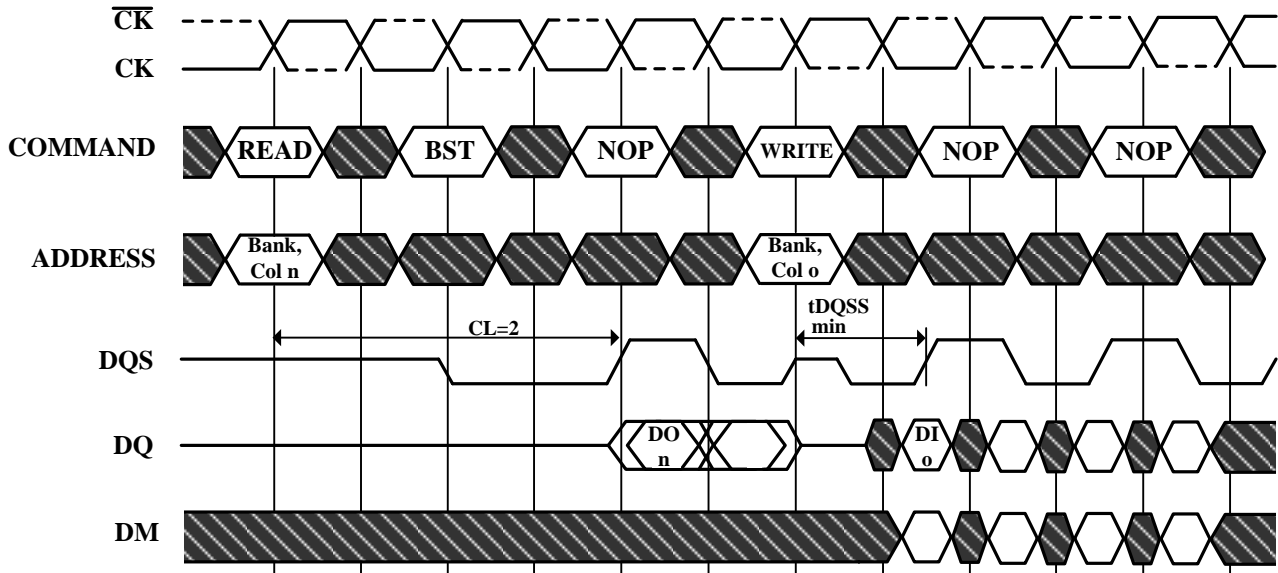 CK
CK
COMMAND READ BST NOP WRITE NOP NOP
ADDRESS Bank, Col n Bank, Col o
CL=2 tDQSS min
DQS
DQ DO n DI o
DM